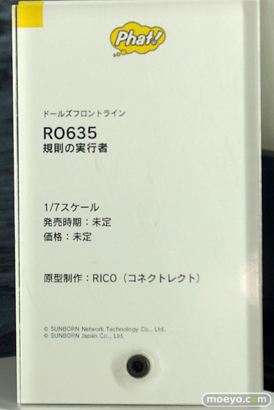 Phat!
ドールズフロントライン
RO635
規則の実行者
1/7スケール
発売時期：未定
価格：未定
原型制作：RICO（コネクトレクト）
© SUNBORN Network Technology Co., Ltd.
© SUNBORN Japan Co., Ltd.
moeyo.com